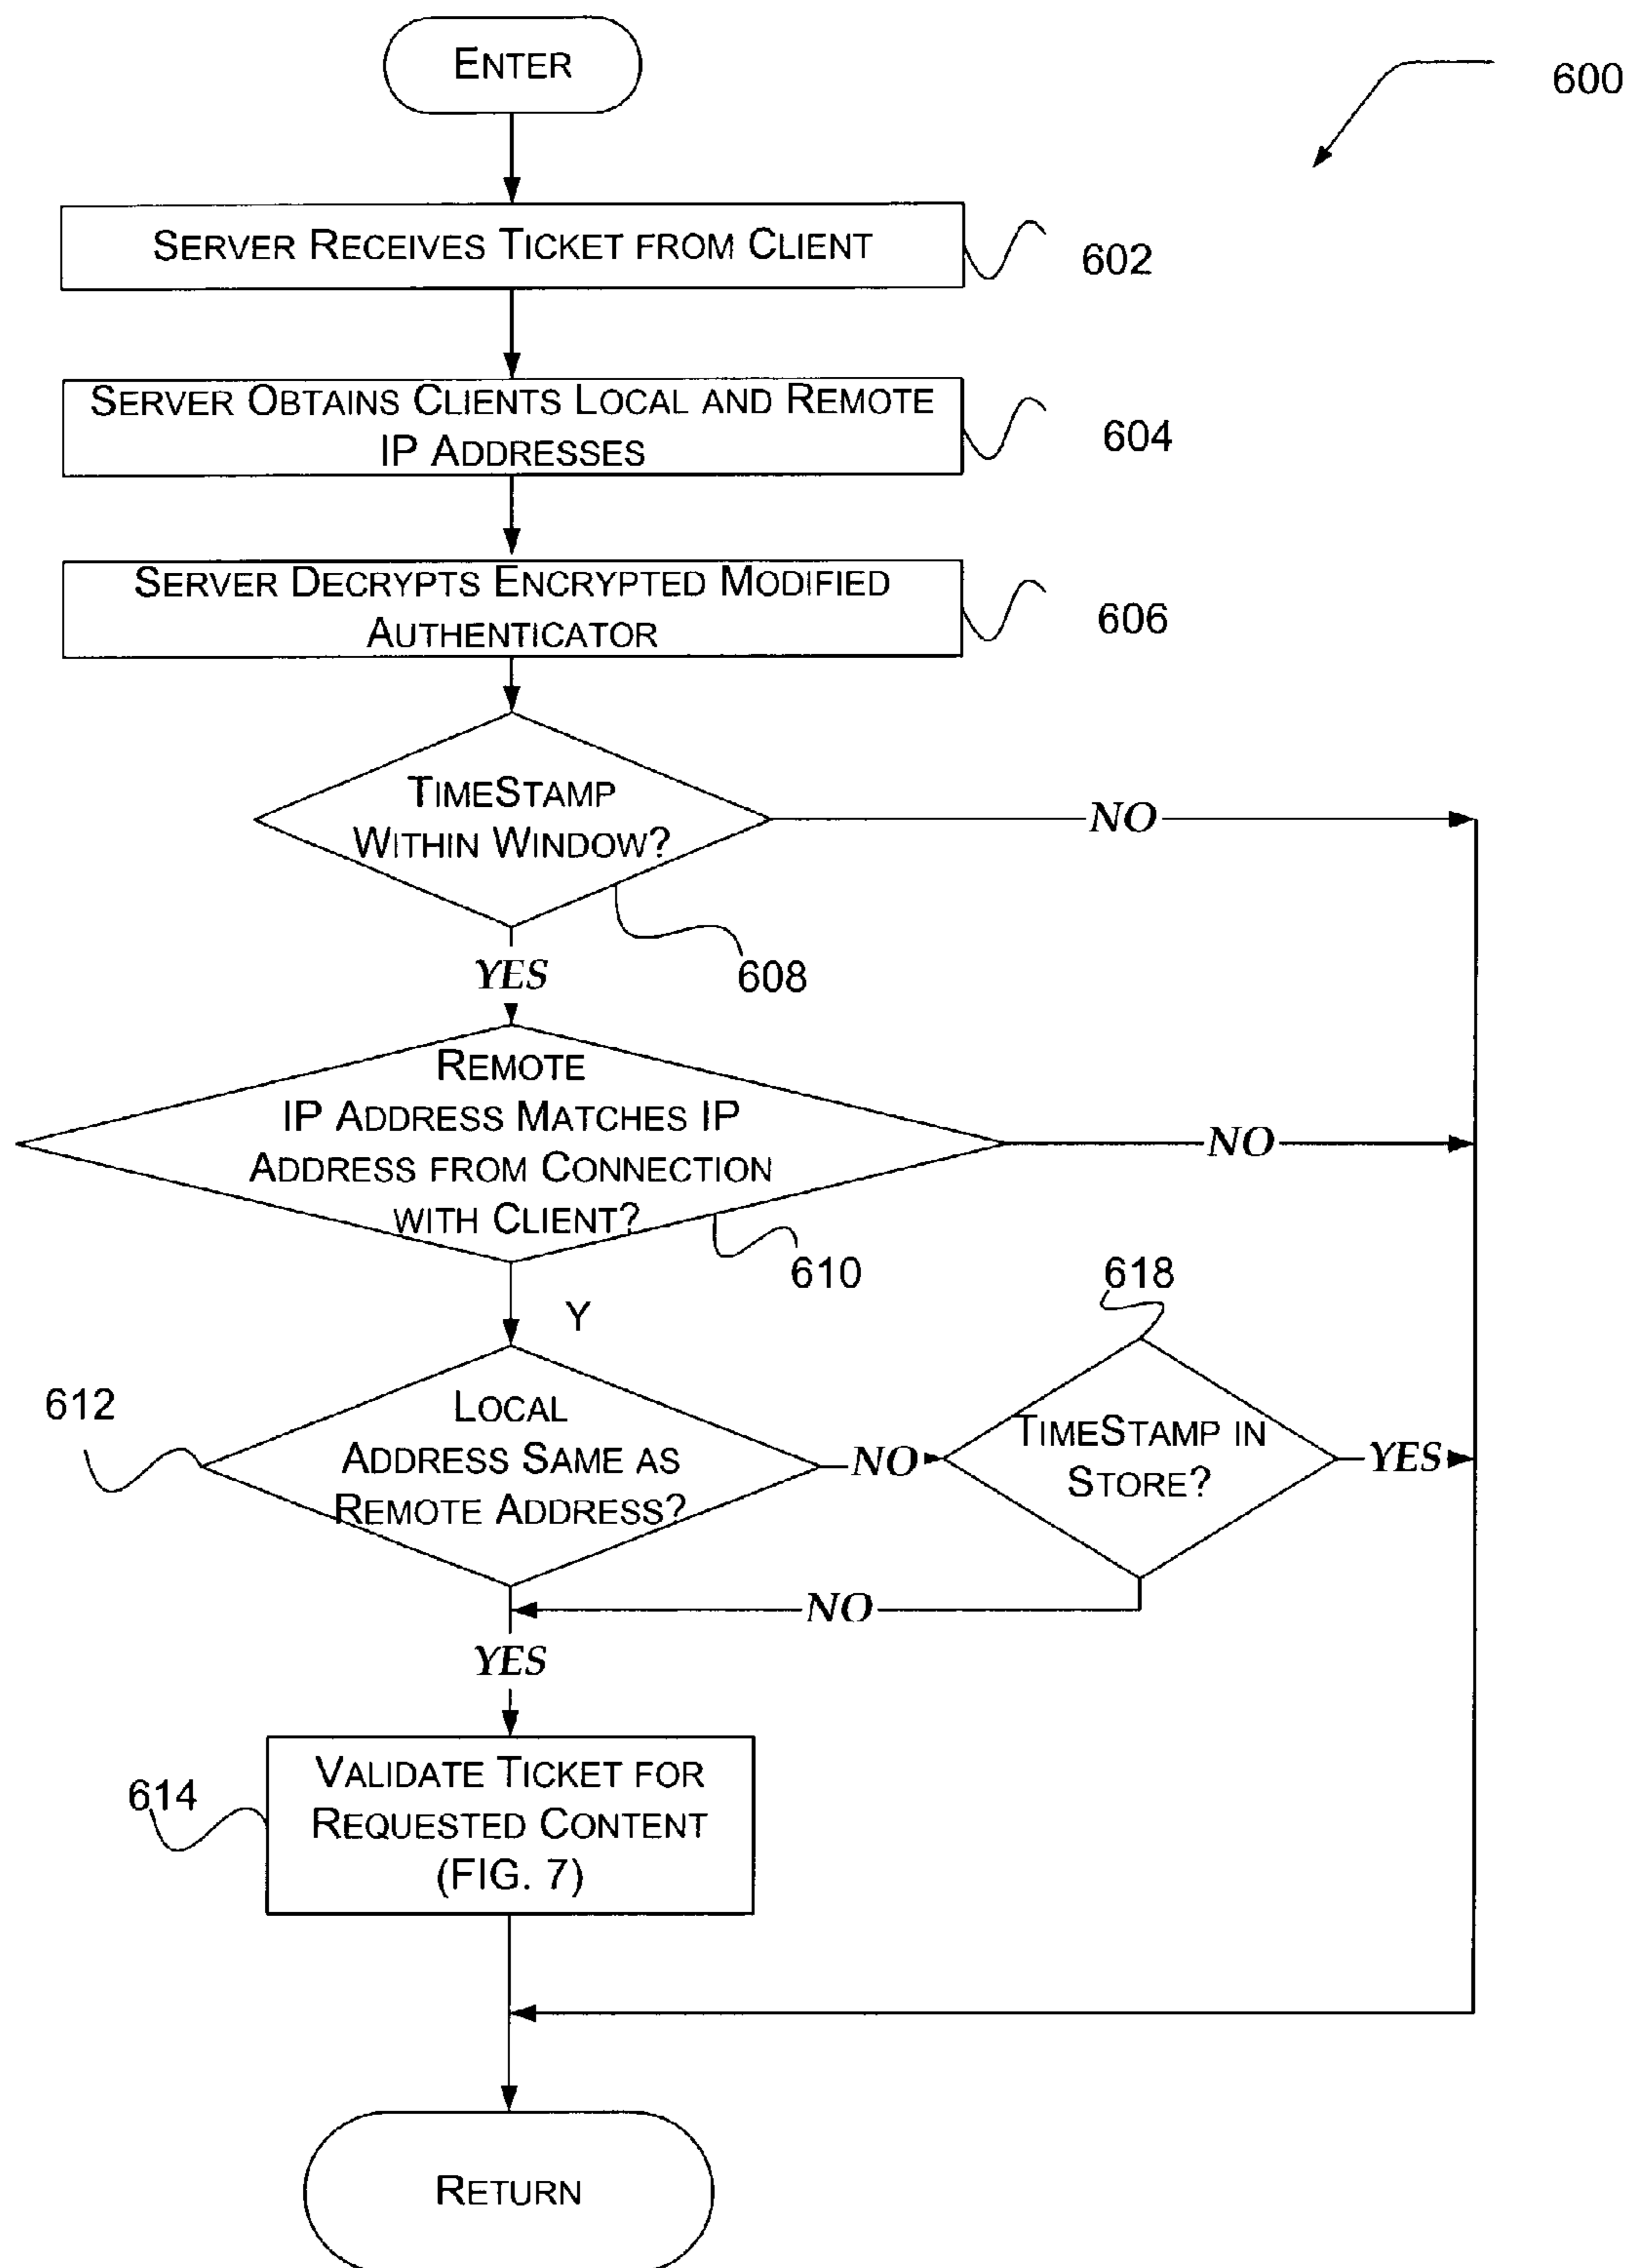 ENTER
600
SERVER RECEIVES TICKET FROM CLIENT
602
SERVER OBTAINS CLIENTS LOCAL AND REMOTE
IP ADDRESSES
604
SERVER DECRYPTS ENCRYPTED MODIFIED
AUTHENTICATOR
606
TIMESTAMP
WITHIN WINDOW?
NO
608
YES
REMOTE
IP ADDRESS MATCHES IP
ADDRESS FROM CONNECTION
WITH CLIENT?
NO
610
Y
618
612
LOCAL
ADDRESS SAME AS
REMOTE ADDRESS?
NO
TIMESTAMP IN
STORE?
YES
NO
YES
614
VALIDATE TICKET FOR
REQUESTED CONTENT
(FIG. 7)
RETURN